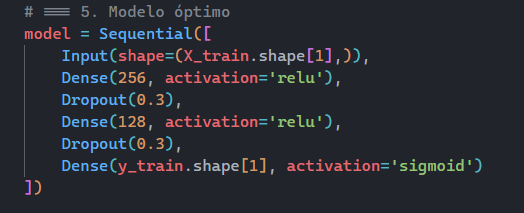 # === 5. Modelo óptimo
model = Sequential([
    Input(shape=(X_train.shape[1],)),
    Dense(256, activation='relu'),
    Dropout(0.3),
    Dense(128, activation='relu'),
    Dropout(0.3),
    Dense(y_train.shape[1], activation='sigmoid')
])